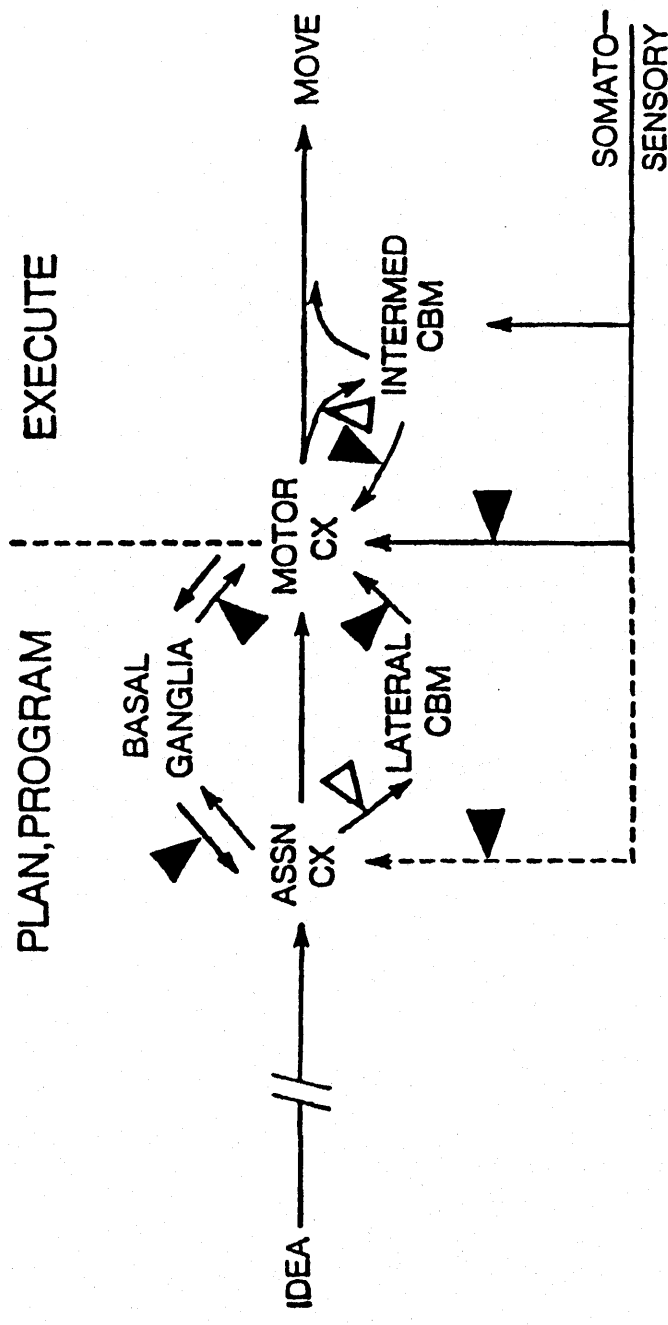 PLAN, PROGRAM
EXECUTE
BASAL
GANGLIA
IDEA
ASSN
CX
MOTOR
CX
MOVE
LATERAL
CBM
INTERMED
CBM
SOMATO–
SENSORY